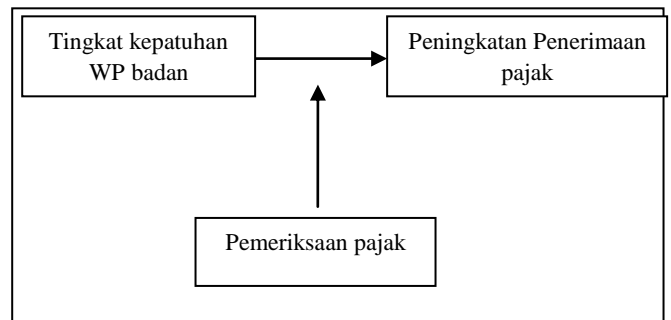 Tingkat kepatuhan
WP badan
Peningkatan Penerimaan
pajak
Pemeriksaan pajak